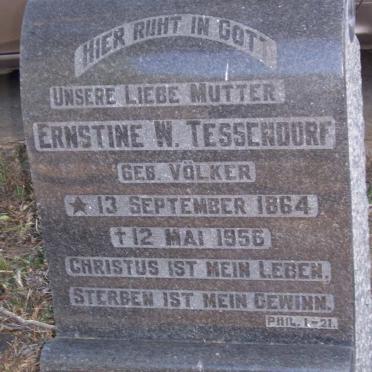 HIER RUHT IN GOTT
UNSERE LIEBE MUTTER
ERNSTINE W. TESSENDORF
GEB. VÖLKER
★ 13 SEPTEMBER 1864
† 12 MAI 1956
CHRISTUS IST MEIN LEBEN.
STERBEN IST MEIN GEWINN.
PHIL. 1-21.